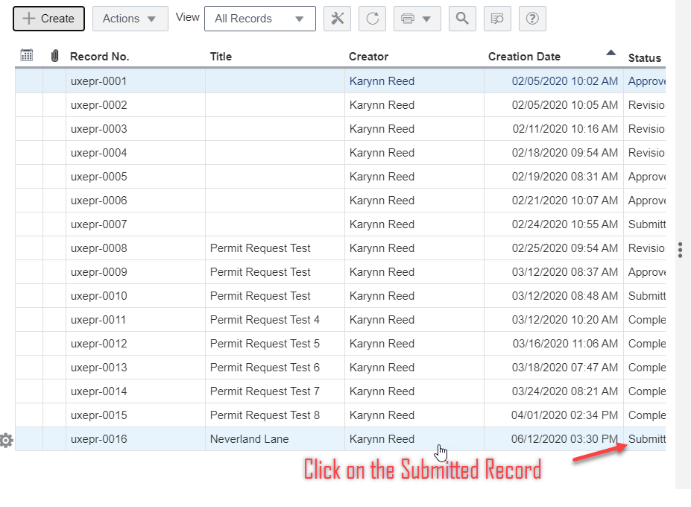 + Create Actions View All Records
Record No. Title Creator Creation Date Status
uxepr-0001 Karynn Reed 02/05/2020 10:02 AM Approve
uxepr-0002 Karynn Reed 02/05/2020 10:05 AM Revisio
uxepr-0003 Karynn Reed 02/11/2020 10:16 AM Revisio
uxepr-0004 Karynn Reed 02/18/2020 09:54 AM Revisio
uxepr-0005 Karynn Reed 02/19/2020 08:31 AM Approve
uxepr-0006 Karynn Reed 02/21/2020 10:07 AM Approve
uxepr-0007 Karynn Reed 02/24/2020 10:55 AM Submitt
uxepr-0008 Permit Request Test Karynn Reed 02/25/2020 09:54 AM Revisio
uxepr-0009 Permit Request Test Karynn Reed 03/12/2020 08:37 AM Approve
uxepr-0010 Permit Request Test Karynn Reed 03/12/2020 08:48 AM Submitt
uxepr-0011 Permit Request Test 4 Karynn Reed 03/12/2020 10:20 AM Comple
uxepr-0012 Permit Request Test 5 Karynn Reed 03/16/2020 11:06 AM Comple
uxepr-0013 Permit Request Test 6 Karynn Reed 03/18/2020 07:47 AM Comple
uxepr-0014 Permit Request Test 7 Karynn Reed 03/24/2020 08:21 AM Comple
uxepr-0015 Permit Request Test 8 Karynn Reed 04/01/2020 02:34 PM Comple
uxepr-0016 Neverland Lane Karynn Reed 06/12/2020 03:30 PM Submitt
Click on the Submitted Record